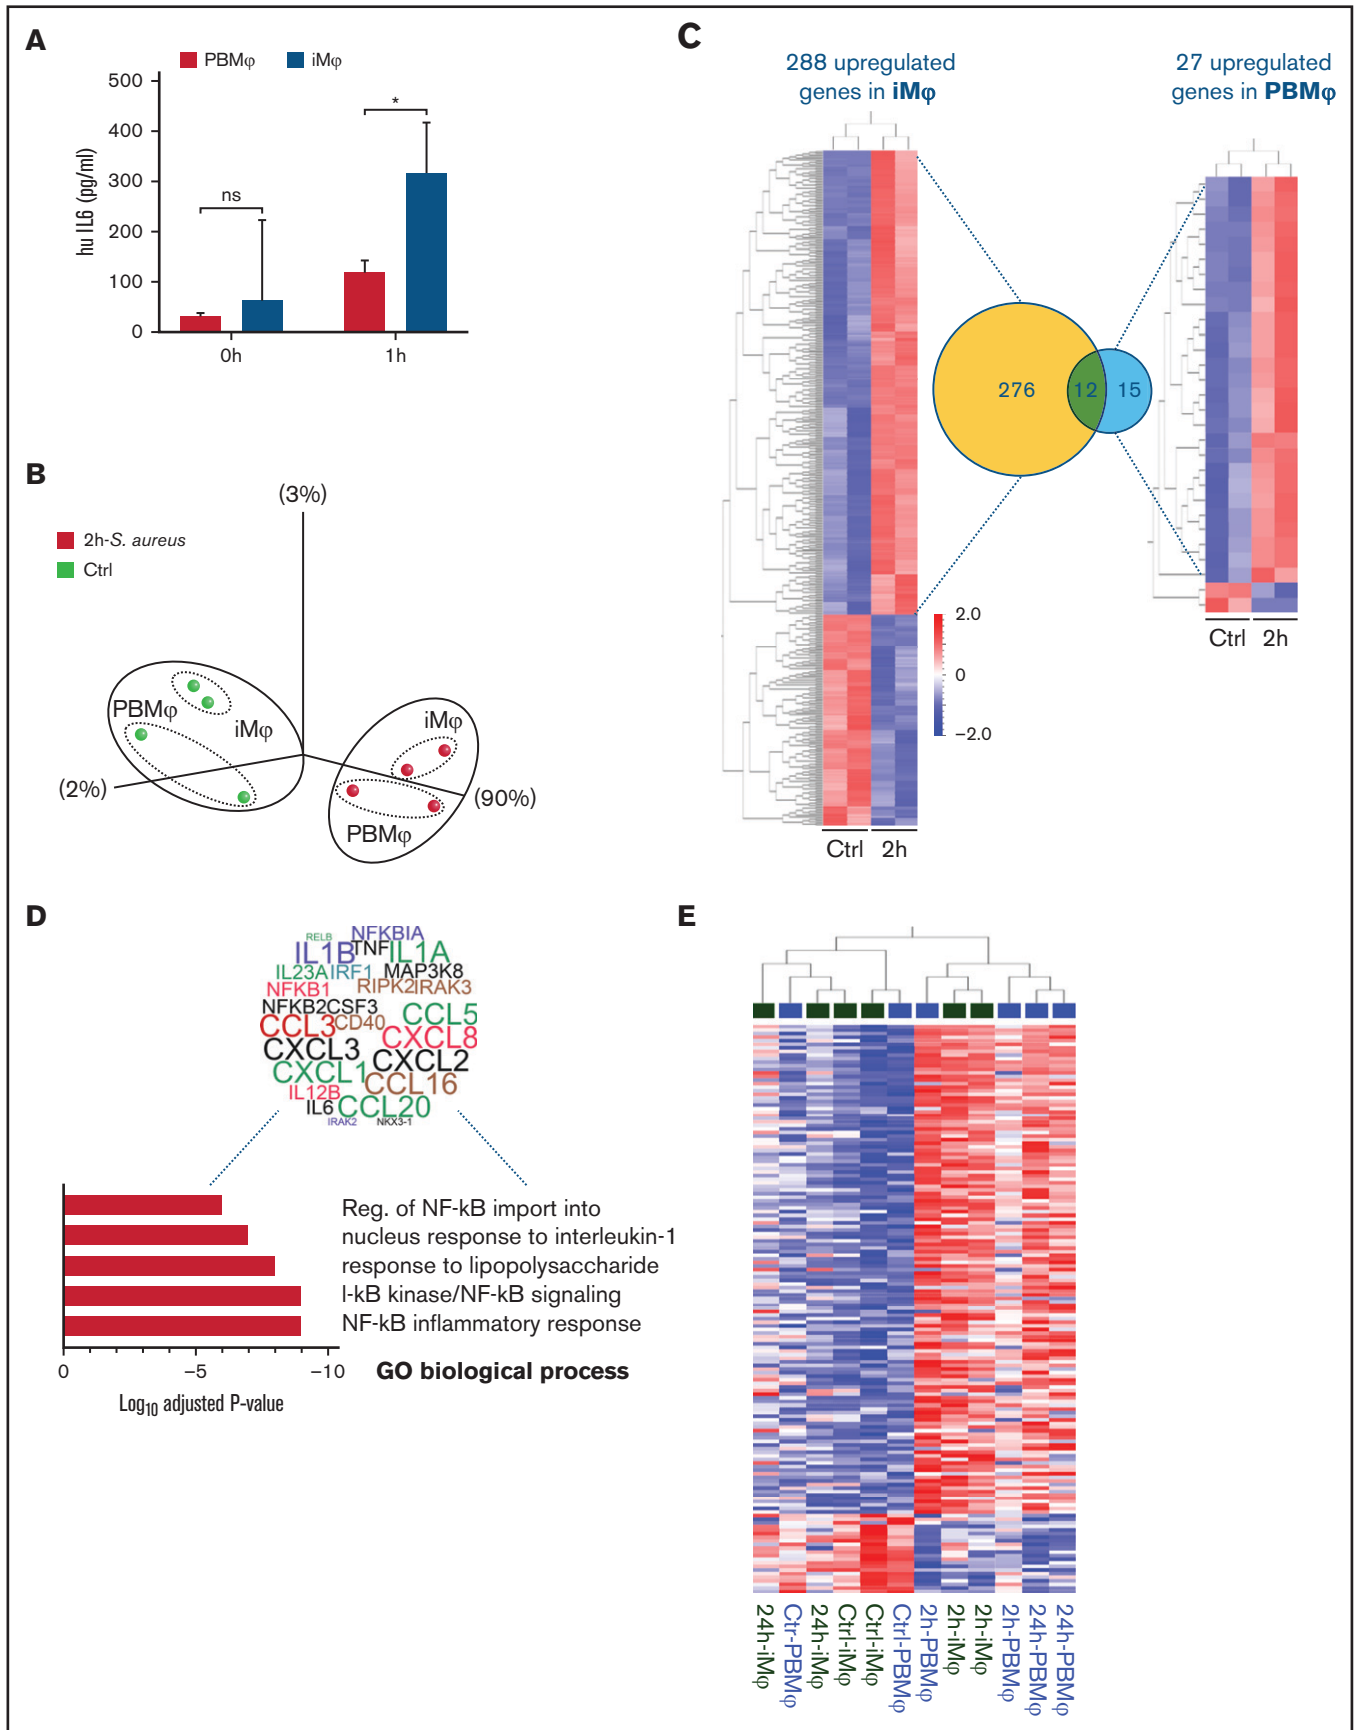 A
PBMφ
iMφ
500
400
300
200
100
0
hu IL6 (pg/ml)
ns
*
0h
1h
B
2h-S. aureus
Ctrl
(3%)
(2%)
(90%)
PBMφ
iMφ
iMφ
PBMφ
C
288 upregulated
genes in iMφ
27 upregulated
genes in PBMφ
276
12
15
2.0
0
−2.0
Ctrl
2h
Ctrl
2h
D
RELB
NFKBIA
IL1B
TNF
IL1A
IL23A
IRF1
MAP3K8
NFKB1
RIPK2
IRAK3
NFKB2
CSF3
CCL5
CCL3
CD40
CXCL8
CXCL3
CXCL2
CXCL1
CCL16
IL12B
IL6
CCL20
IRAK2
NKX3-1
Reg. of NF-kB import into
nucleus response to interleukin-1
response to lipopolysaccharide
I-kB kinase/NF-kB signaling
NF-kB inflammatory response
0
−5
−10
GO biological process
Log10 adjusted P-value
E
24h-iMφ
Ctr-PBMφ
24h-iMφ
Ctrl-iMφ
Ctrl-iMφ
Ctrl-PBMφ
2h-PBMφ
2h-iMφ
2h-iMφ
2h-PBMφ
24h-PBMφ
24h-PBMφ